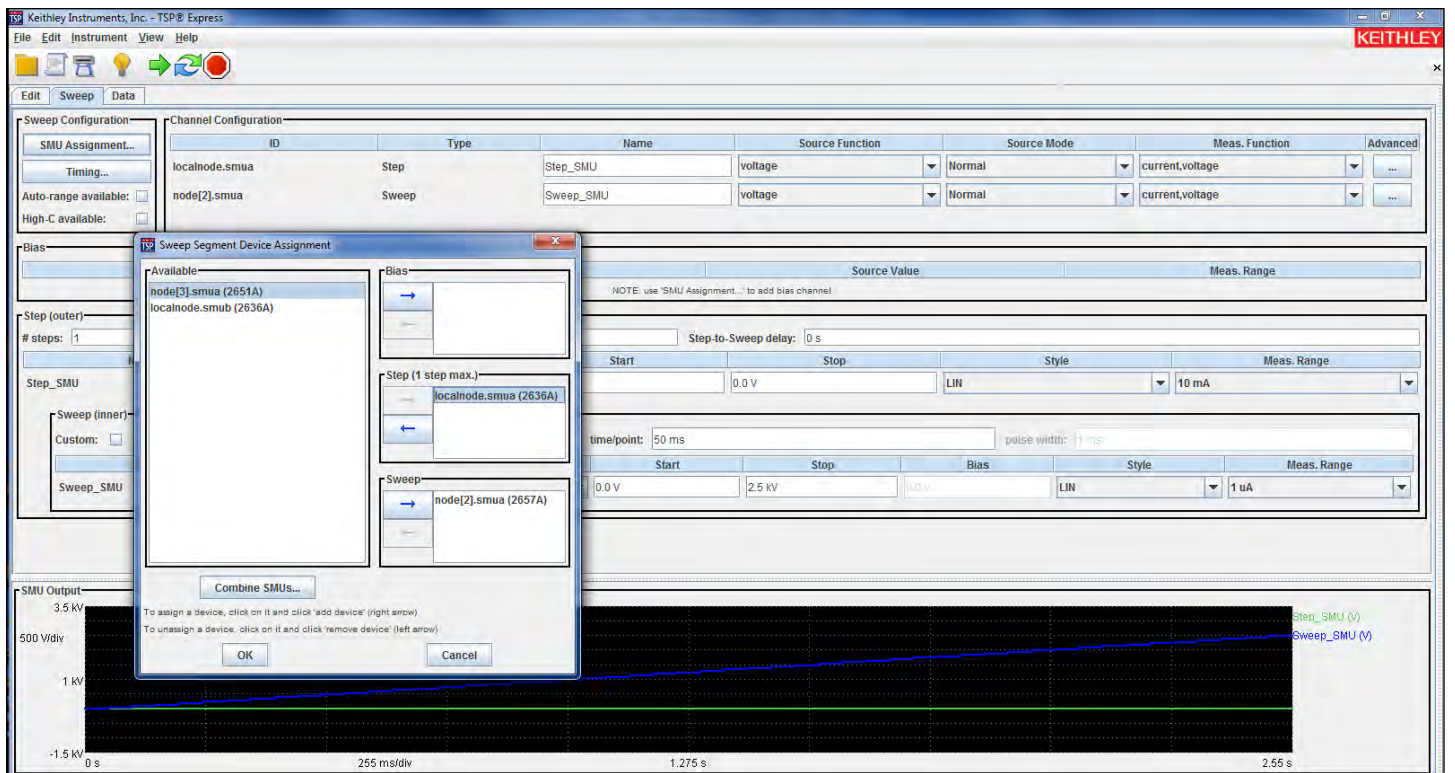 TSP Keithley Instruments, Inc. - TSP® Express
File Edit Instrument View Help
KEITHLEY
Edit Sweep Data
Sweep Configuration
SMU Assignment...
Timing...
Auto-range available:
High-C available:
Channel Configuration
ID Type Name Source Function Source Mode Meas. Function Advanced
localnode.smua Step Step_SMU voltage Normal current,voltage ...
node[2].smua Sweep Sweep_SMU voltage Normal current,voltage ...
Bias
Source Value Meas. Range
NOTE: use 'SMU Assignment...' to add bias channel
Step (outer)
# steps: 1 Step-to-Sweep delay: 0 s
Start Stop Style Meas. Range
Step_SMU 0.0 V LIN 10 mA
Sweep (inner)
Custom: time/point: 50 ms pulse width: 1 ms
Start Stop Bias Style Meas. Range
Sweep_SMU 0.0 V 2.5 kV 0.0 V LIN 1 uA
TSP Sweep Segment Device Assignment
Available
node[3].smua (2651A)
localnode.smub (2636A)
Bias
Step (1 step max.)
localnode.smua (2636A)
Sweep
node[2].smua (2657A)
Combine SMUs...
To assign a device, click on it and click 'add device' (right arrow)
To unassign a device, click on it and click 'remove device' (left arrow)
OK Cancel
SMU Output
3.5 kV
500 V/div
1 kV
-1.5 kV
0 s 255 ms/div 1.275 s 2.55 s
Step_SMU (V)
Sweep_SMU (V)